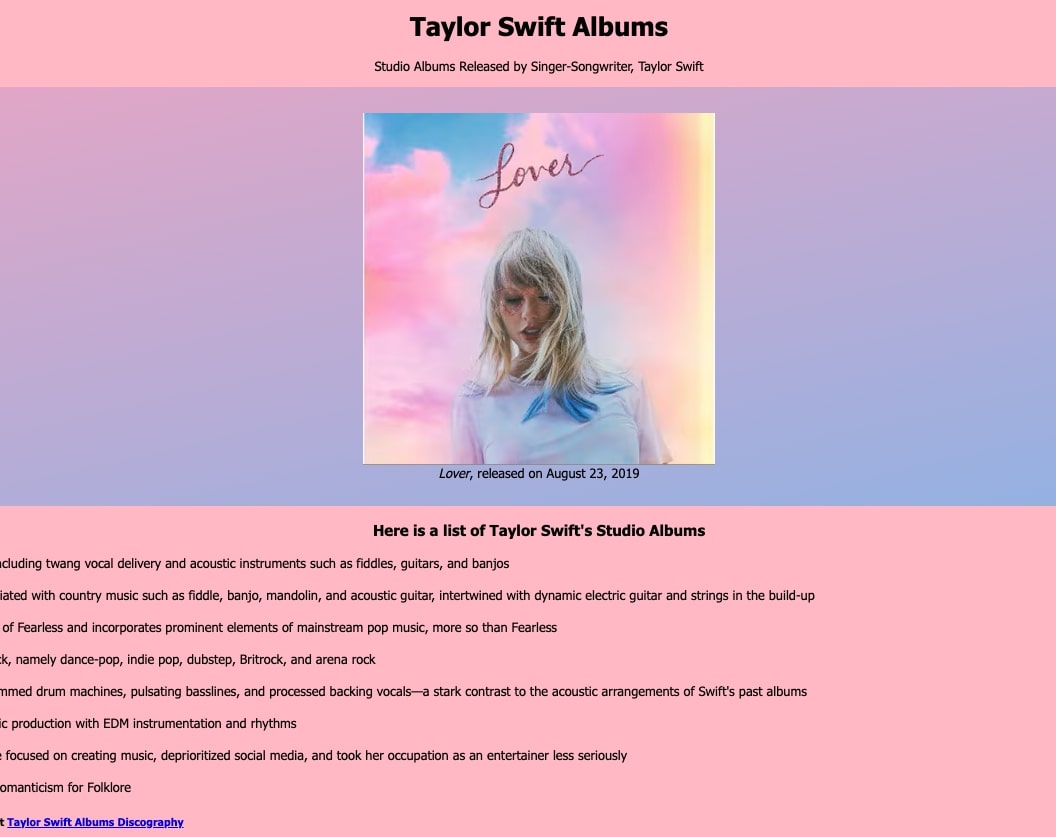 Taylor Swift Albums
Studio Albums Released by Singer-Songwriter, Taylor Swift
Lover
Lover, released on August 23, 2019
Here is a list of Taylor Swift's Studio Albums
cluding twang vocal delivery and acoustic instruments such as fiddles, guitars, and banjos
iated with country music such as fiddle, banjo, mandolin, and acoustic guitar, intertwined with dynamic electric guitar and strings in the build-up
of Fearless and incorporates prominent elements of mainstream pop music, more so than Fearless
ck, namely dance-pop, indie pop, dubstep, Britrock, and arena rock
mmed drum machines, pulsating basslines, and processed backing vocals—a stark contrast to the acoustic arrangements of Swift's past albums
ic production with EDM instrumentation and rhythms
e focused on creating music, deprioritized social media, and took her occupation as an entertainer less seriously
omanticism for Folklore
t Taylor Swift Albums Discography